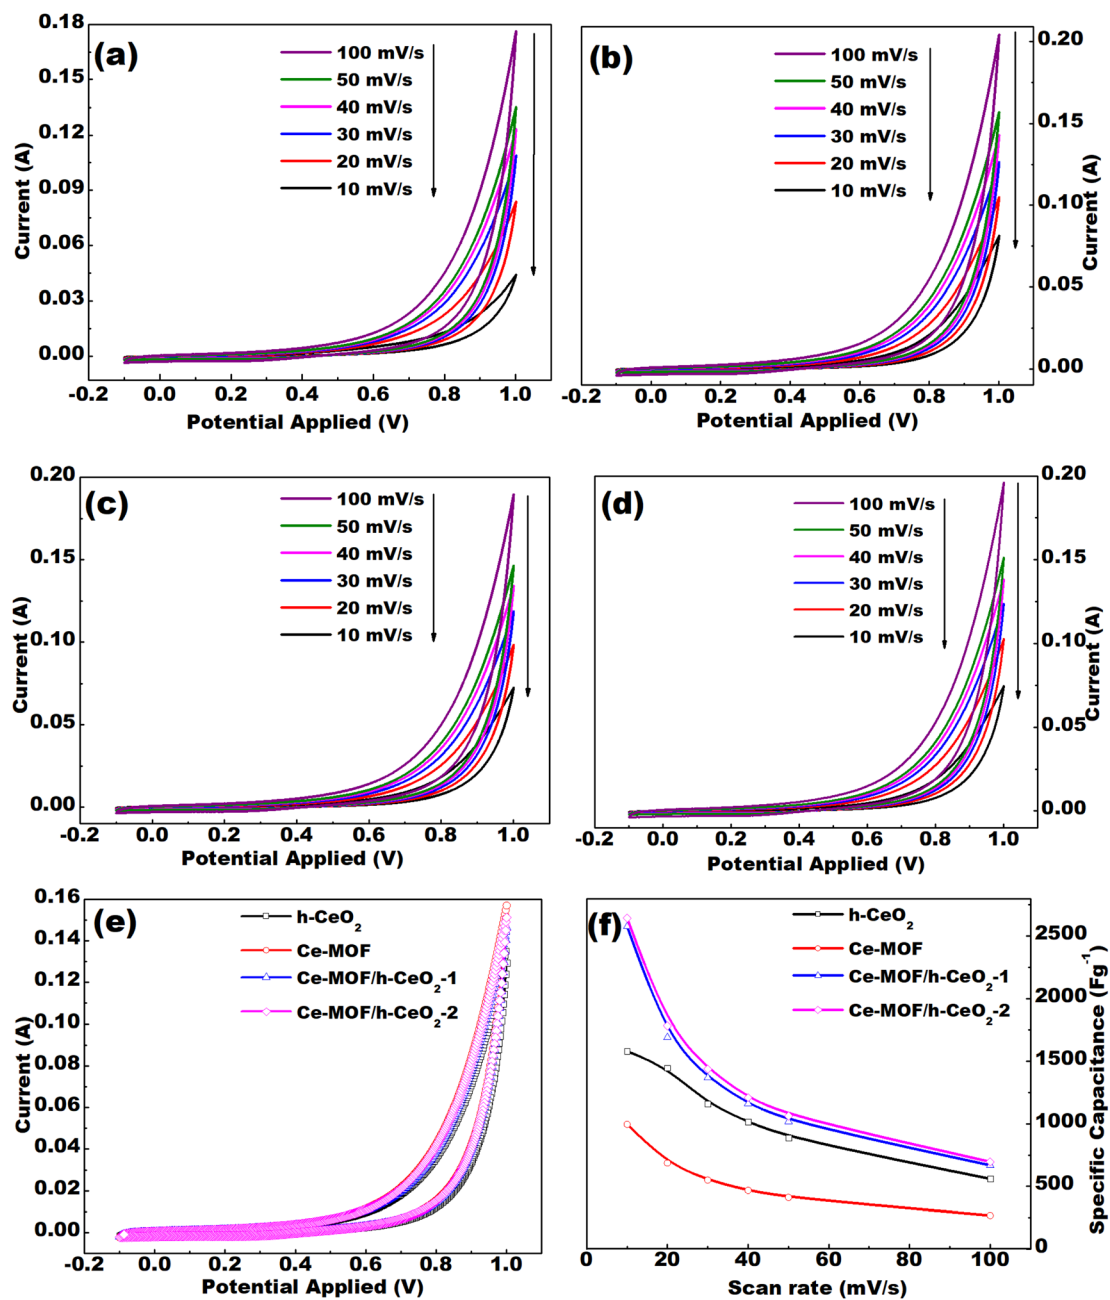 (a)
100 mV/s
50 mV/s
40 mV/s
30 mV/s
20 mV/s
10 mV/s
0.18
0.15
0.12
0.09
0.06
0.03
0.00
-0.2 0.0 0.2 0.4 0.6 0.8 1.0
Current (A)
Potential Applied (V)
(b)
100 mV/s
50 mV/s
40 mV/s
30 mV/s
20 mV/s
10 mV/s
0.20
0.15
0.10
0.05
0.00
-0.2 0.0 0.2 0.4 0.6 0.8 1.0
Current (A)
Potential Applied (V)
(c)
100 mV/s
50 mV/s
40 mV/s
30 mV/s
20 mV/s
10 mV/s
0.20
0.15
0.10
0.05
0.00
-0.2 0.0 0.2 0.4 0.6 0.8 1.0
Current (A)
Potential Applied (V)
(d)
100 mV/s
50 mV/s
40 mV/s
30 mV/s
20 mV/s
10 mV/s
0.20
0.15
0.10
0.05
0.00
-0.2 0.0 0.2 0.4 0.6 0.8 1.0
Current (A)
Potential Applied (V)
(e)
h-CeO₂
Ce-MOF
Ce-MOF/h-CeO₂-1
Ce-MOF/h-CeO₂-2
0.16
0.14
0.12
0.10
0.08
0.06
0.04
0.02
0.00
-0.2 0.0 0.2 0.4 0.6 0.8 1.0
Current (A)
Potential Applied (V)
(f)
h-CeO₂
Ce-MOF
Ce-MOF/h-CeO₂-1
Ce-MOF/h-CeO₂-2
2500
2000
1500
1000
500
0
0 20 40 60 80 100
Specific Capacitance (Fg⁻¹)
Scan rate (mV/s)